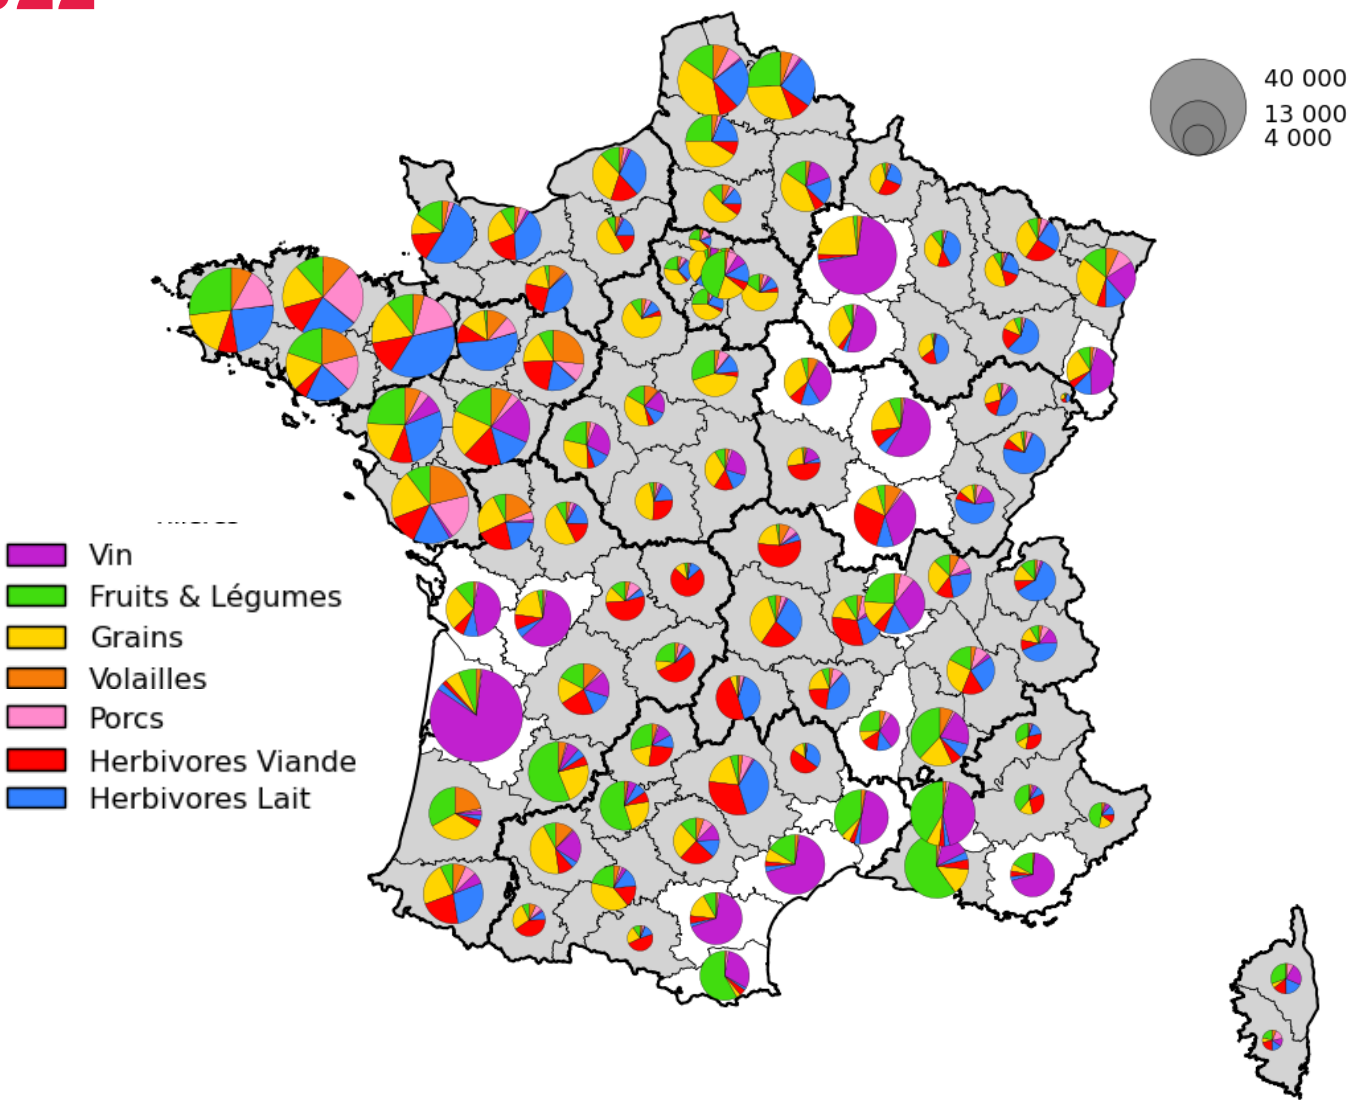 40 000
13 000
4 000
Vin
Fruits & Légumes
Grains
Volailles
Porcs
Herbivores Viande
Herbivores Lait